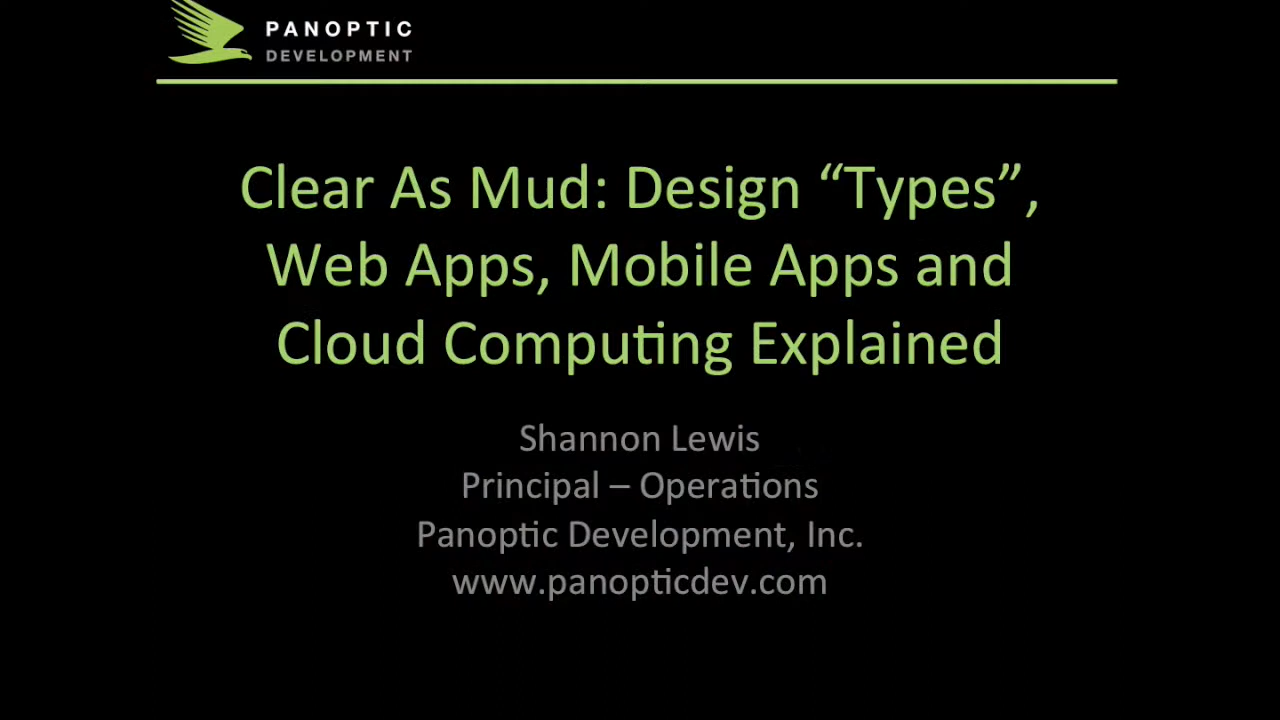 PANOPTIC
DEVELOPMENT
Clear As Mud: Design “Types”,
Web Apps, Mobile Apps and
Cloud Computing Explained
Shannon Lewis
Principal – Operations
Panoptic Development, Inc.
www.panopticdev.com